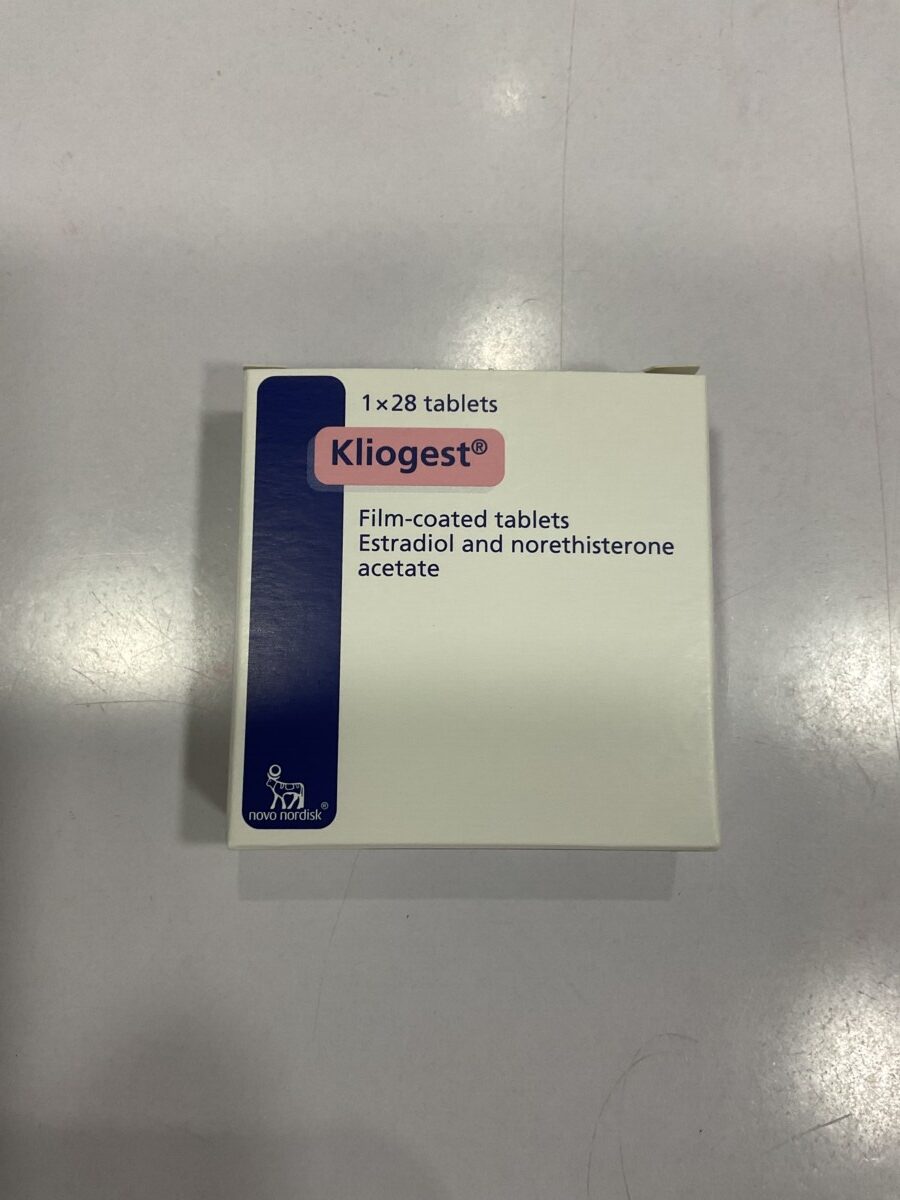 1×28 tablets
Kliogest®
Film-coated tablets
Estradiol and norethisterone
acetate
novo nordisk®